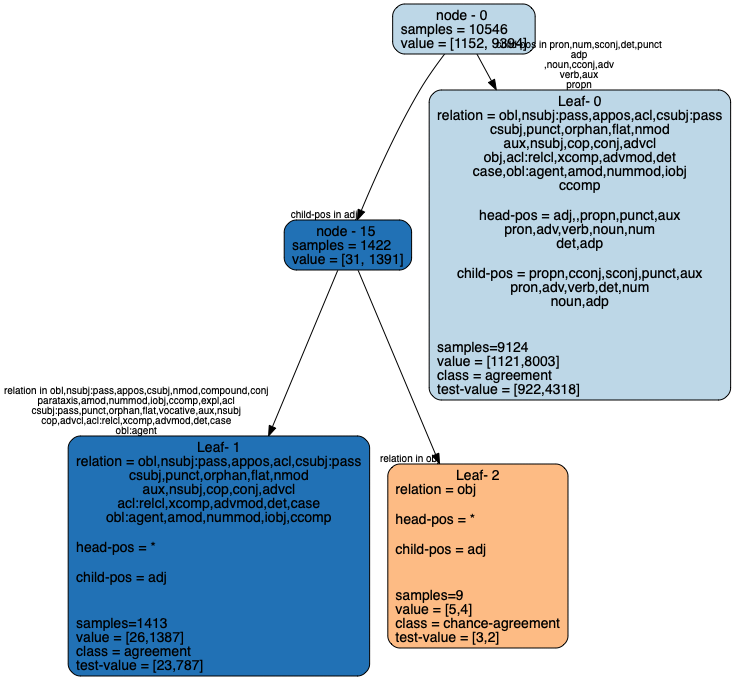 node - 0
samples = 10546
value = [1152, 9394]
child-pos in pron,num,sconj,det,punct
adp
,noun,cconj,adv
verb,aux
propn
Leaf- 0
relation = obl,nsubj:pass,appos,acl,csubj:pass
csubj,punct,orphan,flat,nmod
aux,nsubj,cop,conj,advcl
obj,acl:relcl,xcomp,advmod,det
case,obl:agent,amod,nummod,iobj
ccomp
head-pos = adj,,propn,punct,aux
pron,adv,verb,noun,num
det,adp
child-pos = propn,cconj,sconj,punct,aux
pron,adv,verb,det,num
noun,adp
samples=9124
value = [1121,8003]
class = agreement
test-value = [922,4318]
child-pos in adj
node - 15
samples = 1422
value = [31, 1391]
relation in obl,nsubj:pass,appos,csubj,nmod,compound,conj
parataxis,amod,nummod,iobj,ccomp,expl,acl
csubj:pass,punct,orphan,flat,vocative,aux,nsubj
cop,advcl,acl:relcl,xcomp,advmod,det,case
obl:agent
Leaf- 1
relation = obl,nsubj:pass,appos,acl,csubj:pass
csubj,punct,orphan,flat,nmod
aux,nsubj,cop,conj,advcl
acl:relcl,xcomp,advmod,det,case
obl:agent,amod,nummod,iobj,ccomp
head-pos = *
child-pos = adj
samples=1413
value = [26,1387]
class = agreement
test-value = [23,787]
relation in obj
Leaf- 2
relation = obj
head-pos = *
child-pos = adj
samples=9
value = [5,4]
class = chance-agreement
test-value = [3,2]